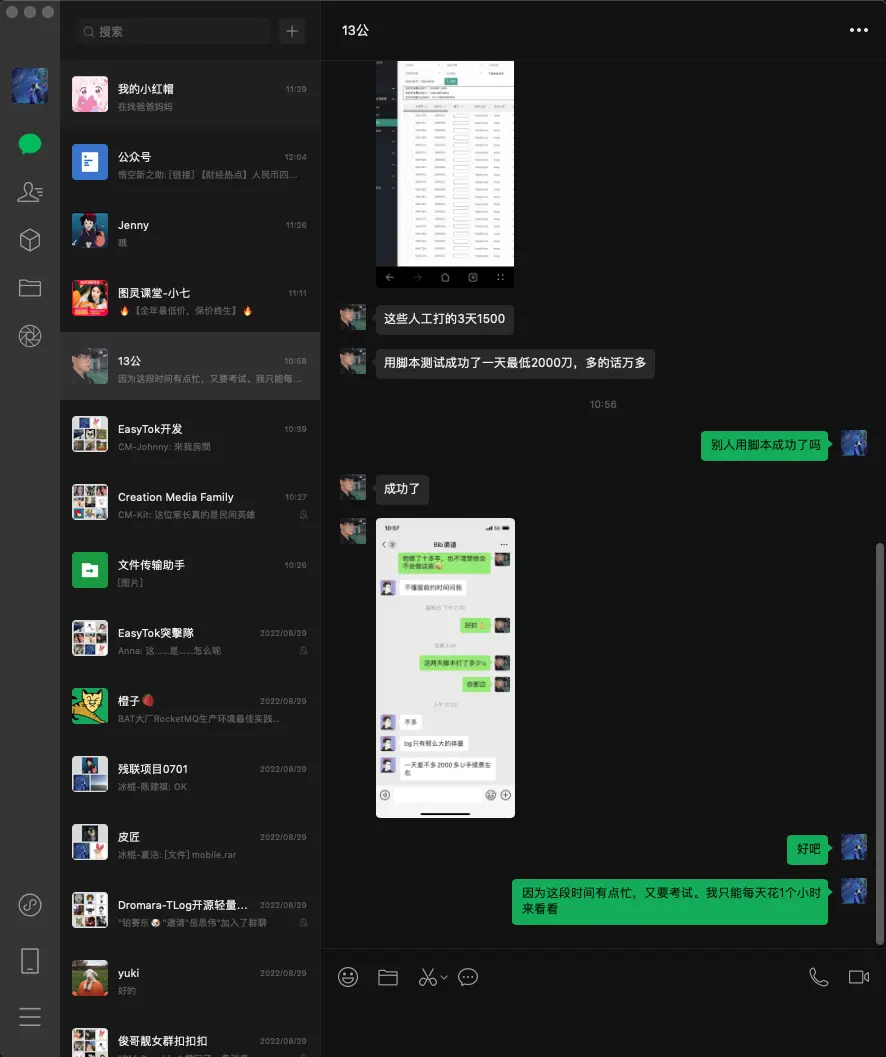 搜索
我的小红帽
11:29
在找爸爸妈妈
公众号
12:04
悟空新之助: [链接] 【财经热点】人民币四...
Jenny
11:26
哦
图灵课堂-小七
11:11
🔥【全年最低价，保价终生】🔥
13公
10:58
因为这段时间有点忙，又要考试。我只能每...
EasyTok开发
10:39
CM-Johnny: 來我房間
Creation Media Family
10:27
CM-Kit: 这位家长真的是民间英雄
文件传输助手
10:26
[图片]
EasyTok突擊隊
2022/08/29
Anna: 这......是......怎么呢
橙子🍓
2022/08/29
BAT大厂RocketMQ生产环境最佳实践...
残联项目0701
2022/08/29
冰棍-陈建祺: OK
皮匠
2022/08/29
冰棍-夏浩: [文件] mobile.rar
Dromara-TLog开源轻量...
2022/08/29
"铂赛东🐶"邀请"岳恩伟"加入了群聊
yuki
2022/08/29
好的
俊哥靓女群扣扣扣
2022/08/29
13公
这些人工打的3天1500
用脚本测试成功了一天最低2000刀，多的话万多
10:56
别人用脚本成功了吗
成功了
10:57
5G
Bib渠道
不懂提前约时间问我
好的
这两天脚本打了多少u
你那边
上午 10:22
不多
bg只有那么大的体量
一天差不多2000多U手续费左
右
好吧
因为这段时间有点忙，又要考试。我只能每天花1个小时
来看看